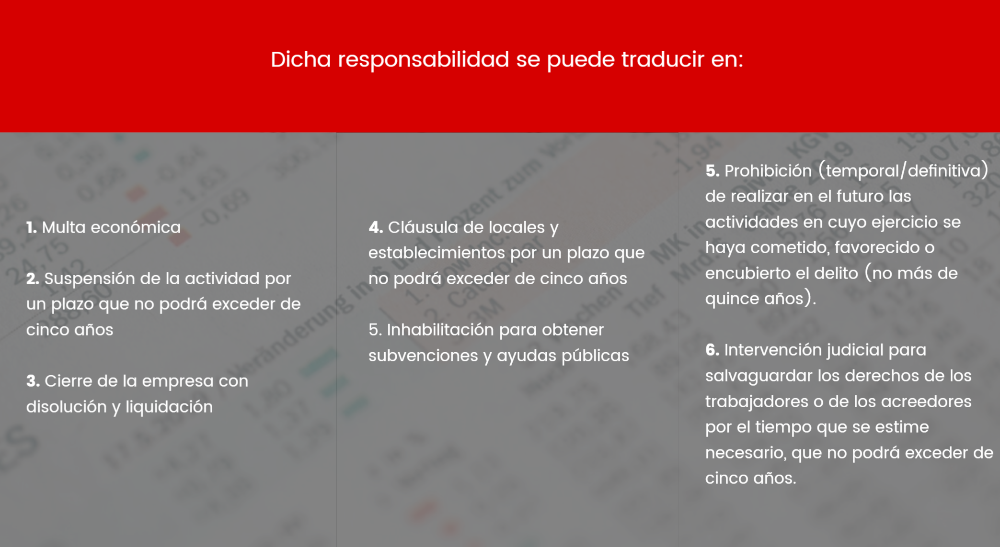 Dicha responsabilidad se puede traducir en:
1. Multa económica
2. Suspensión de la actividad por
un plazo que no podrá exceder de
cinco años
3. Cierre de la empresa con
disolución y liquidación
4. Cláusula de locales y
establecimientos por un plazo que
no podrá exceder de cinco años
5. Inhabilitación para obtener
subvenciones y ayudas públicas
5. Prohibición (temporal/definitiva)
de realizar en el futuro las
actividades en cuyo ejercicio se
haya cometido, favorecido o
encubierto el delito (no más de
quince años).
6. Intervención judicial para
salvaguardar los derechos de los
trabajadores o de los acreedores
por el tiempo que se estime
necesario, que no podrá exceder de
cinco años.